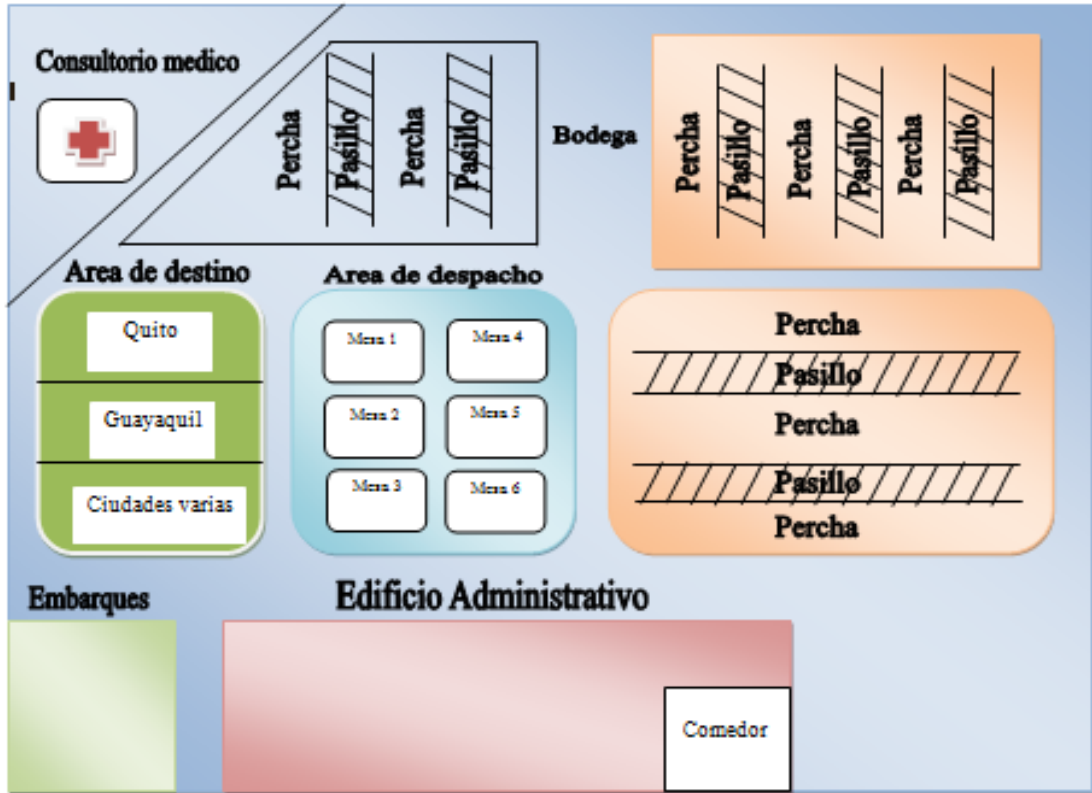 Consultorio medico
Percha
Pasillo
Percha
Pasillo
Bodega
Percha
Pasillo
Percha
Pasillo
Percha
Pasillo
Area de destino
Quito
Guayaquil
Ciudades varias
Area de despacho
Mesa 1
Mesa 4
Mesa 2
Mesa 5
Mesa 3
Mesa 6
Percha
Pasillo
Percha
Pasillo
Percha
Embarques
Edificio Administrativo
Comedor